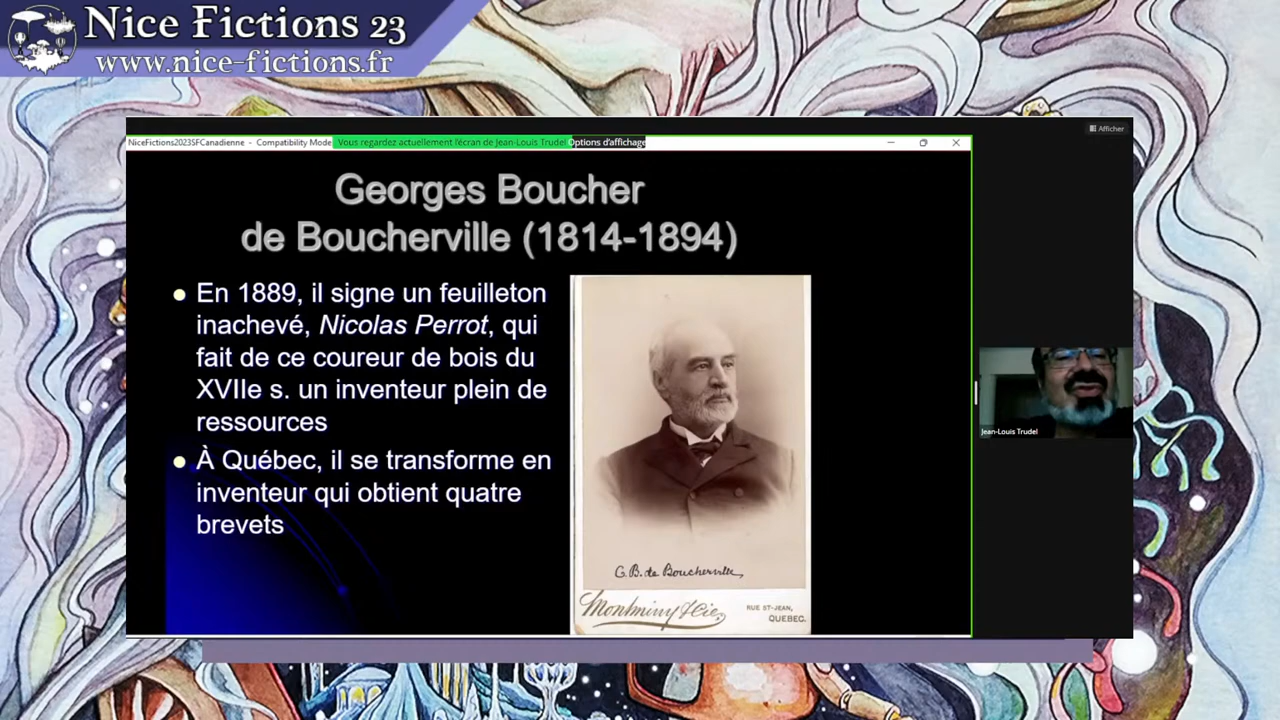 Nice Fictions 23
www.nice-fictions.fr
Afficher
NiceFictions2023SFCanadienne - Compatibility Mode
Vous regardez actuellement l'écran de Jean-Louis Trudel
Options d'affichage
Georges Boucher
de Boucherville (1814-1894)
En 1889, il signe un feuilleton
inachevé, Nicolas Perrot, qui
fait de ce coureur de bois du
XVIIe s. un inventeur plein de
ressources
À Québec, il se transforme en
inventeur qui obtient quatre
brevets
G. B. de Boucherville,
Montminy & Cie,
RUE ST-JEAN,
QUEBEC.
Jean-Louis Trudel